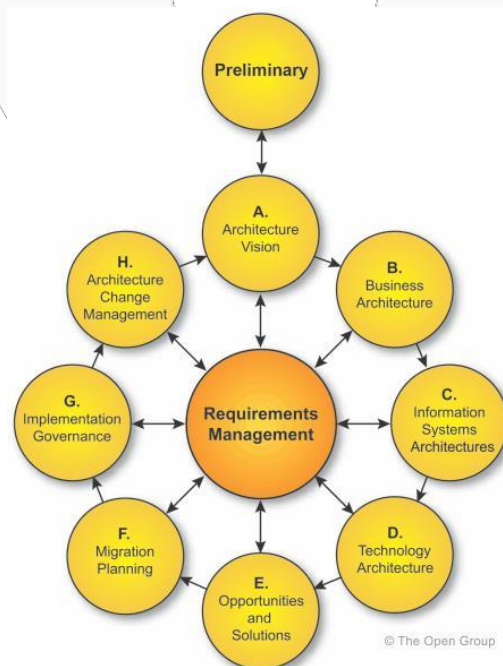 Preliminary
A.
Architecture
Vision
B.
Business
Architecture
C.
Information
Systems
Architectures
D.
Technology
Architecture
E.
Opportunities
and
Solutions
F.
Migration
Planning
G.
Implementation
Governance
H.
Architecture
Change
Management
Requirements
Management
© The Open Group